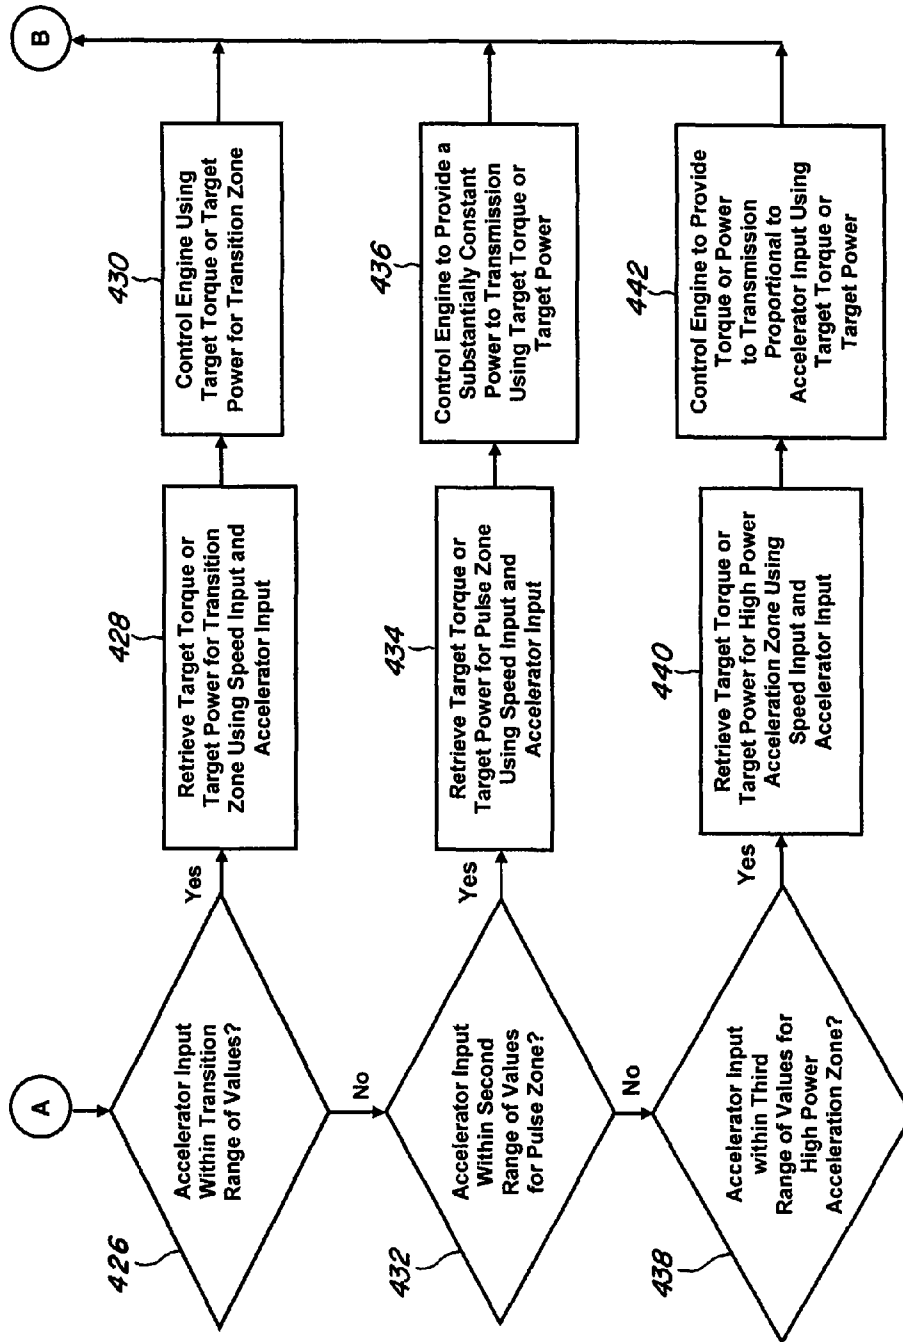 A
Accelerator Input
Within Transition
Range of Values?
426
Yes
No
Retrieve Target Torque or
Target Power for Transition
Zone Using Speed Input and
Accelerator Input
428
Control Engine Using
Target Torque or Target
Power for Transition Zone
430
B
Accelerator Input
Within Second
Range of Values
for Pulse Zone?
432
Yes
No
Retrieve Target Torque or
Target Power for Pulse Zone
Using Speed Input and
Accelerator Input
434
Control Engine to Provide a
Substantially Constant
Power to Transmission
Using Target Torque or
Target Power
436
Accelerator Input
within Third
Range of Values for
High Power
Acceleration Zone?
438
Yes
Retrieve Target Torque or
Target Power for High Power
Acceleration Zone Using
Speed Input and
Accelerator Input
440
Control Engine to Provide
Torque or Power
to Transmission
Proportional to
Accelerator Input Using
Target Torque or
Target Power
442